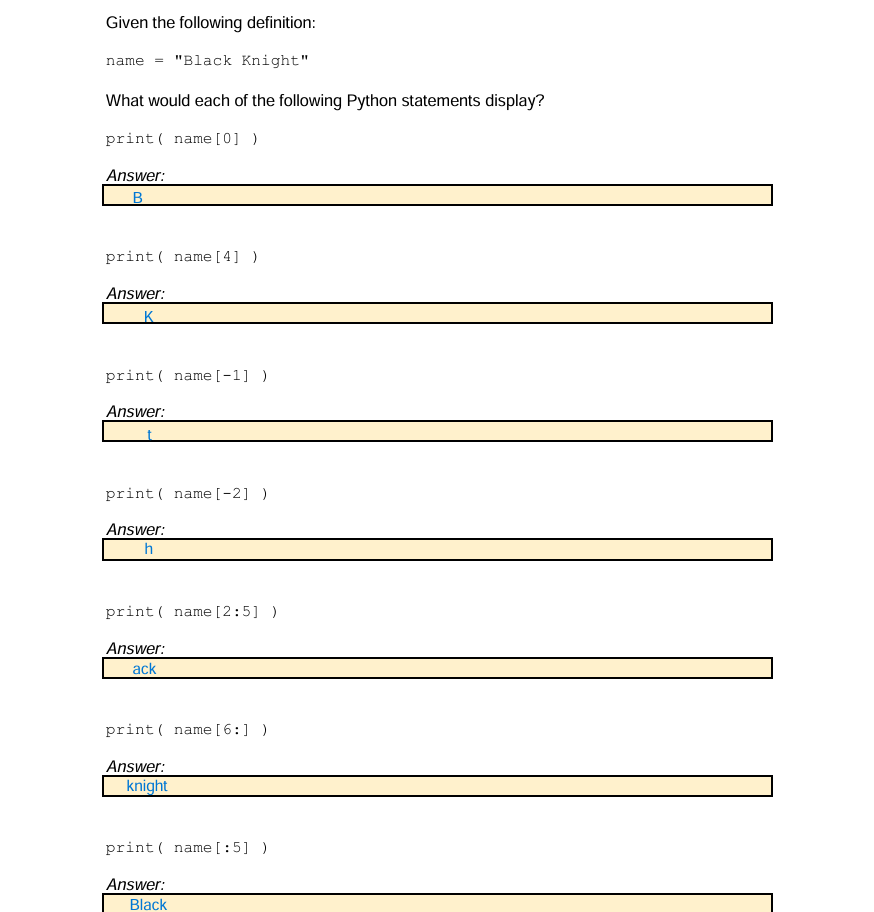 Given the following definition:
name = "Black Knight"
What would each of the following Python statements display?
print( name[0] )
Answer:
B
print( name[4] )
Answer:
K
print( name[-1] )
Answer:
t
print( name[-2] )
Answer:
h
print( name[2:5] )
Answer:
ack
print( name[6:] )
Answer:
knight
print( name[:5] )
Answer:
Black